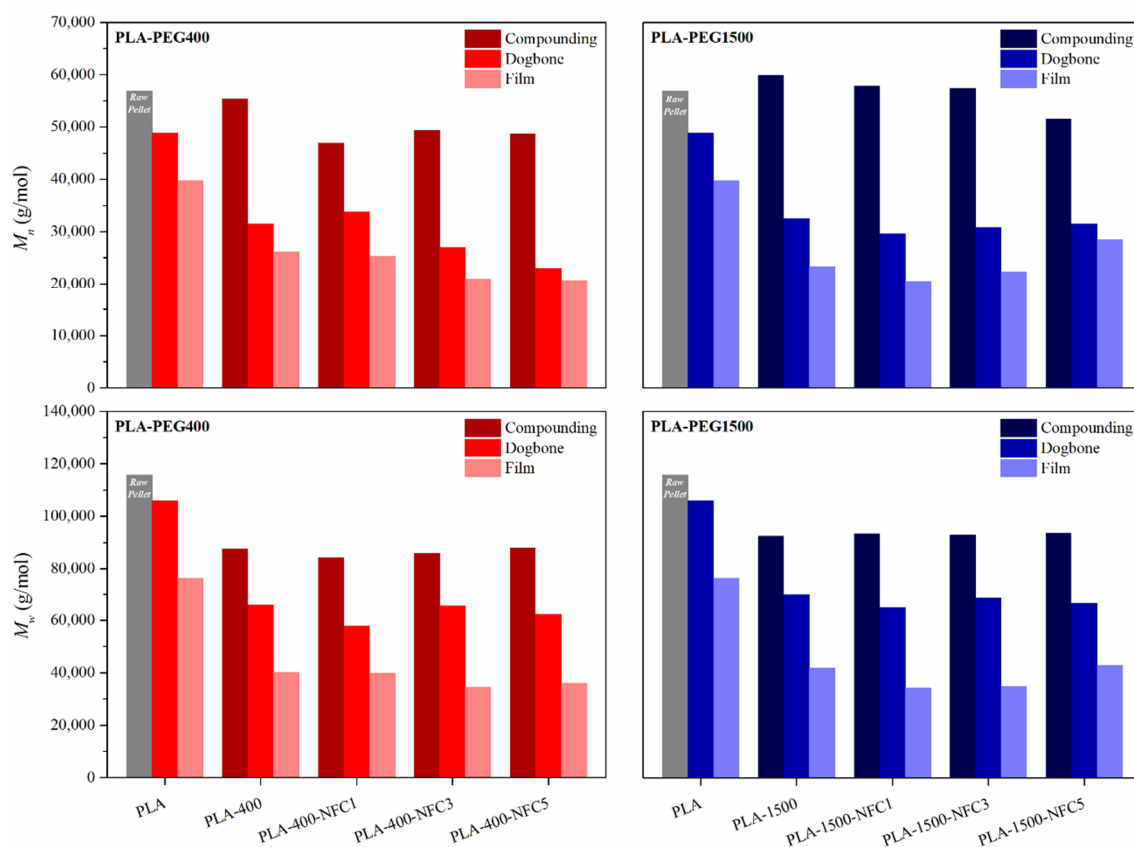 70,000
60,000
50,000
40,000
30,000
20,000
10,000
0
Mn (g/mol)
PLA-PEG400
Compounding
Dogbone
Film
Raw
Pellet
PLA-PEG1500
Compounding
Dogbone
Film
Raw
Pellet
140,000
120,000
100,000
80,000
60,000
40,000
20,000
0
Mw (g/mol)
PLA-PEG400
Compounding
Dogbone
Film
Raw
Pellet
PLA
PLA-400
PLA-400-NFC1
PLA-400-NFC3
PLA-400-NFC5
PLA-PEG1500
Compounding
Dogbone
Film
Raw
Pellet
PLA
PLA-1500
PLA-1500-NFC1
PLA-1500-NFC3
PLA-1500-NFC5